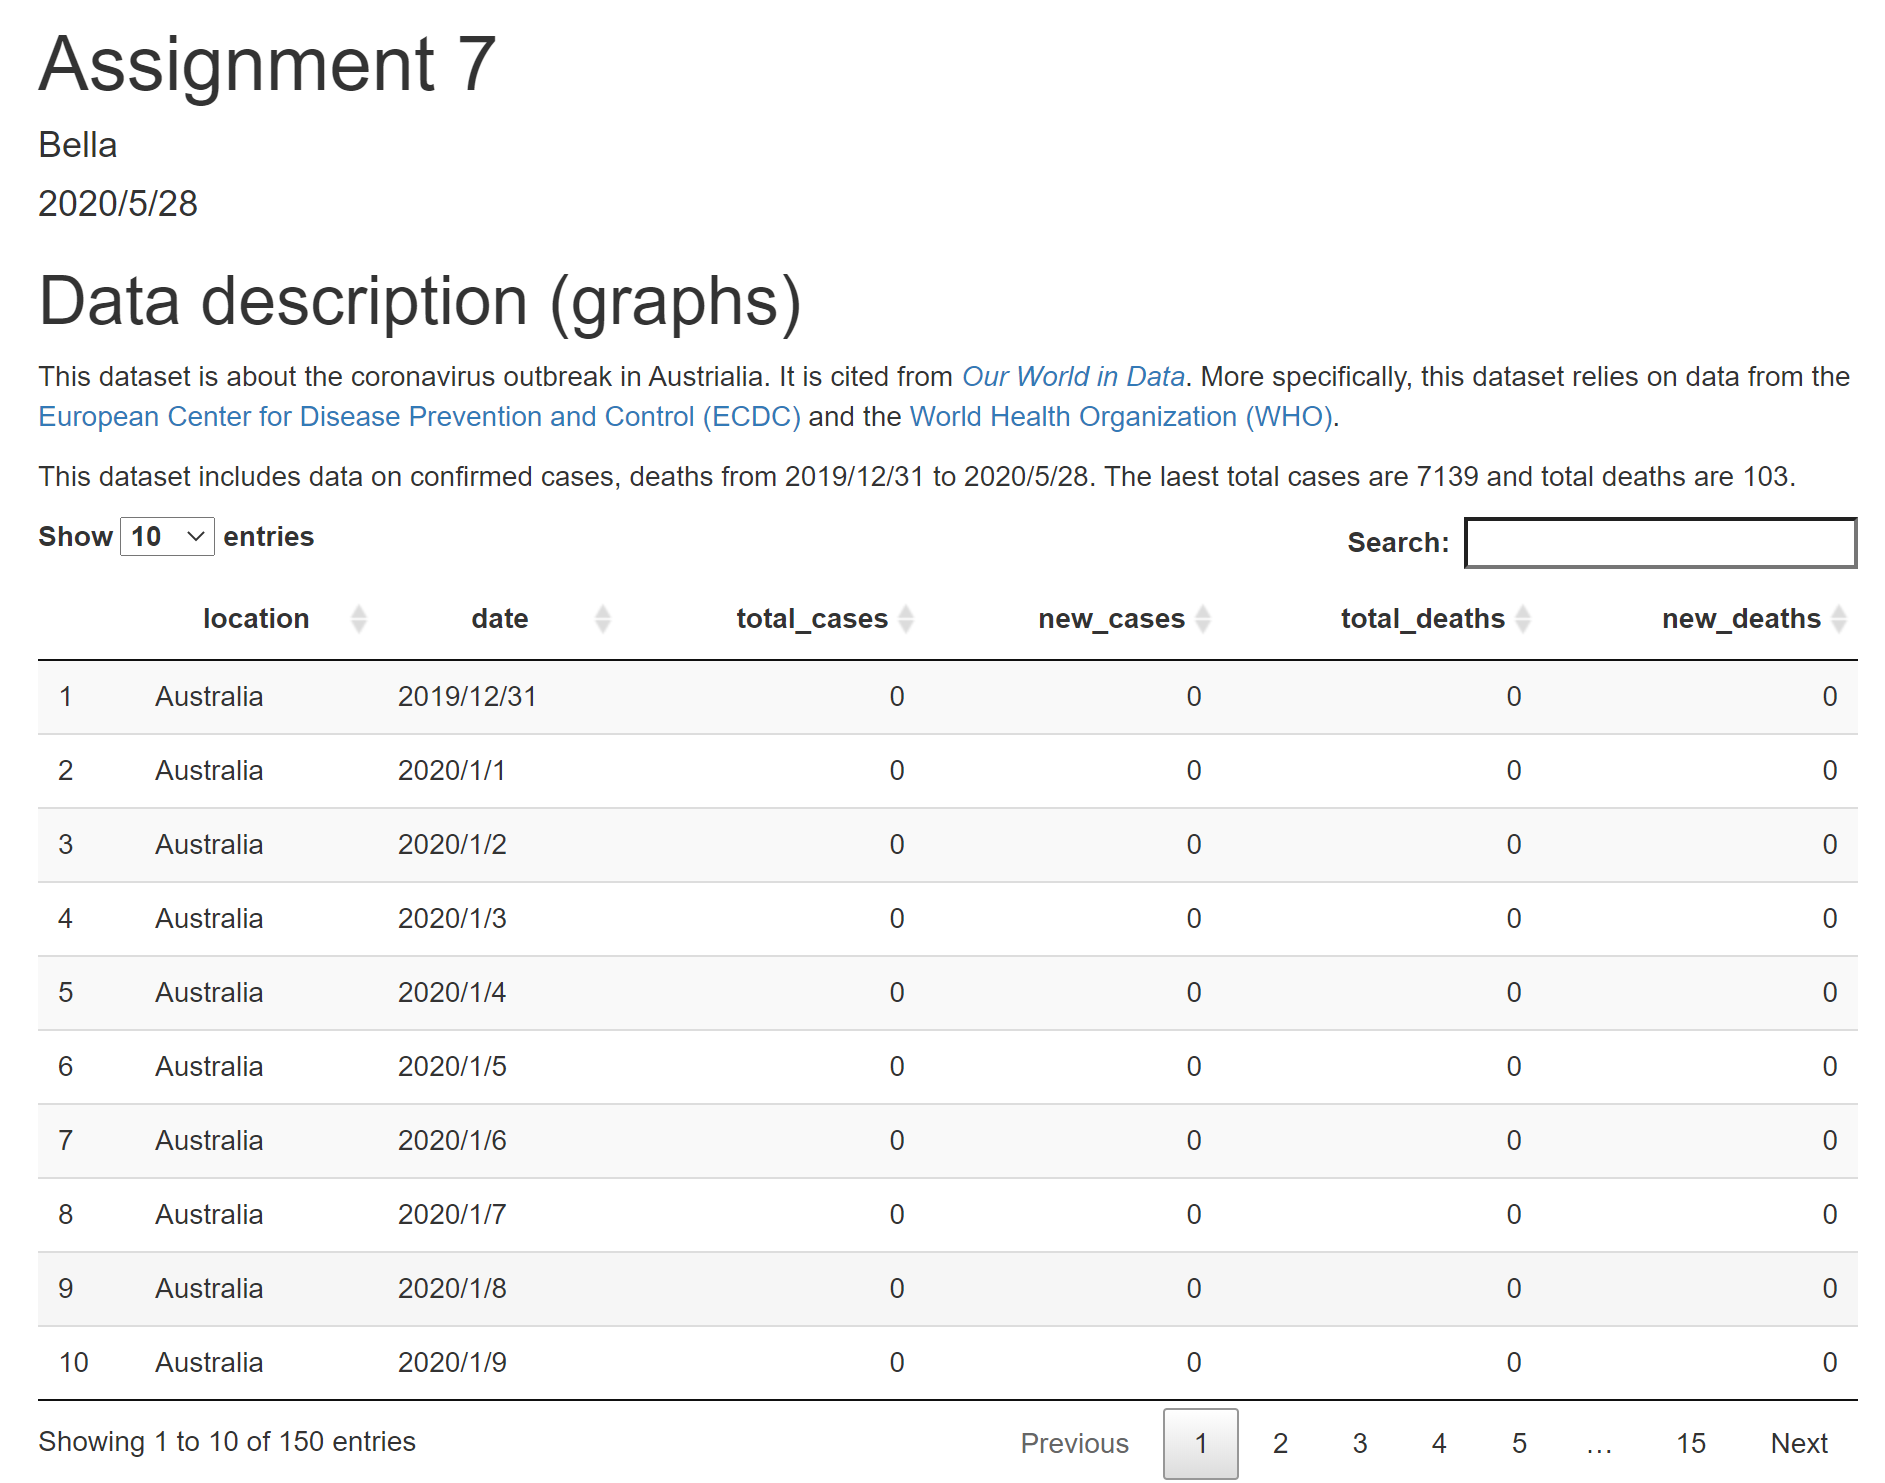 Assignment 7
Bella
2020/5/28
Data description (graphs)
This dataset is about the coronavirus outbreak in Austrialia. It is cited from Our World in Data. More specifically, this dataset relies on data from the
European Center for Disease Prevention and Control (ECDC) and the World Health Organization (WHO).
This dataset includes data on confirmed cases, deaths from 2019/12/31 to 2020/5/28. The laest total cases are 7139 and total deaths are 103.
Show 10 entries Search:
location date total_cases new_cases total_deaths new_deaths
1 Australia 2019/12/31 0 0 0 0
2 Australia 2020/1/1 0 0 0 0
3 Australia 2020/1/2 0 0 0 0
4 Australia 2020/1/3 0 0 0 0
5 Australia 2020/1/4 0 0 0 0
6 Australia 2020/1/5 0 0 0 0
7 Australia 2020/1/6 0 0 0 0
8 Australia 2020/1/7 0 0 0 0
9 Australia 2020/1/8 0 0 0 0
10 Australia 2020/1/9 0 0 0 0
Showing 1 to 10 of 150 entries Previous 1 2 3 4 5 … 15 Next